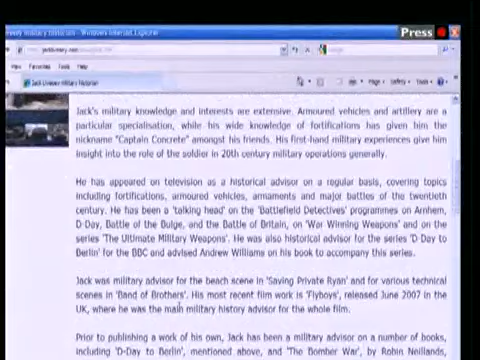 military historian - Windows Internet Explorer
Press
View Favorites Tools Help
Page Safety Tools
Jack Livesey Military historian
Jack's military knowledge and interests are extensive. Armoured vehicles and artillery are a
particular specialisation, while his wide knowledge of fortifications has given him the
nickname "Captain Concrete" amongst his friends. His first-hand military experiences give him
insight into the role of the soldier in 20th century military operations generally.
He has appeared on television as a historical advisor on a regular basis, covering topics
including fortifications, armoured vehicles, armaments and major battles of the twentieth
century. He has been a 'talking head' on the 'Battlefield Detectives' programmes on Arnhem,
D-Day, Battle of the Bulge, and the Battle of Britain, on 'War Winning Weapons' and on the
series 'The Ultimate Military Weapons'. He was also historical advisor for the series 'D-Day to
Berlin' for the BBC and advised Andrew Williams on his book to accompany this series.
Jack was military advisor for the beach scene in 'Saving Private Ryan' and for various technical
scenes in 'Band of Brothers'. His most recent film work is 'Flyboys', released June 2007 in the
UK, where he was the main military history advisor for the whole film.
Prior to publishing a work of his own, Jack has been a military advisor on a number of books,
including 'D-Day to Berlin', mentioned above, and 'The Bomber War', by Robin Neillands,